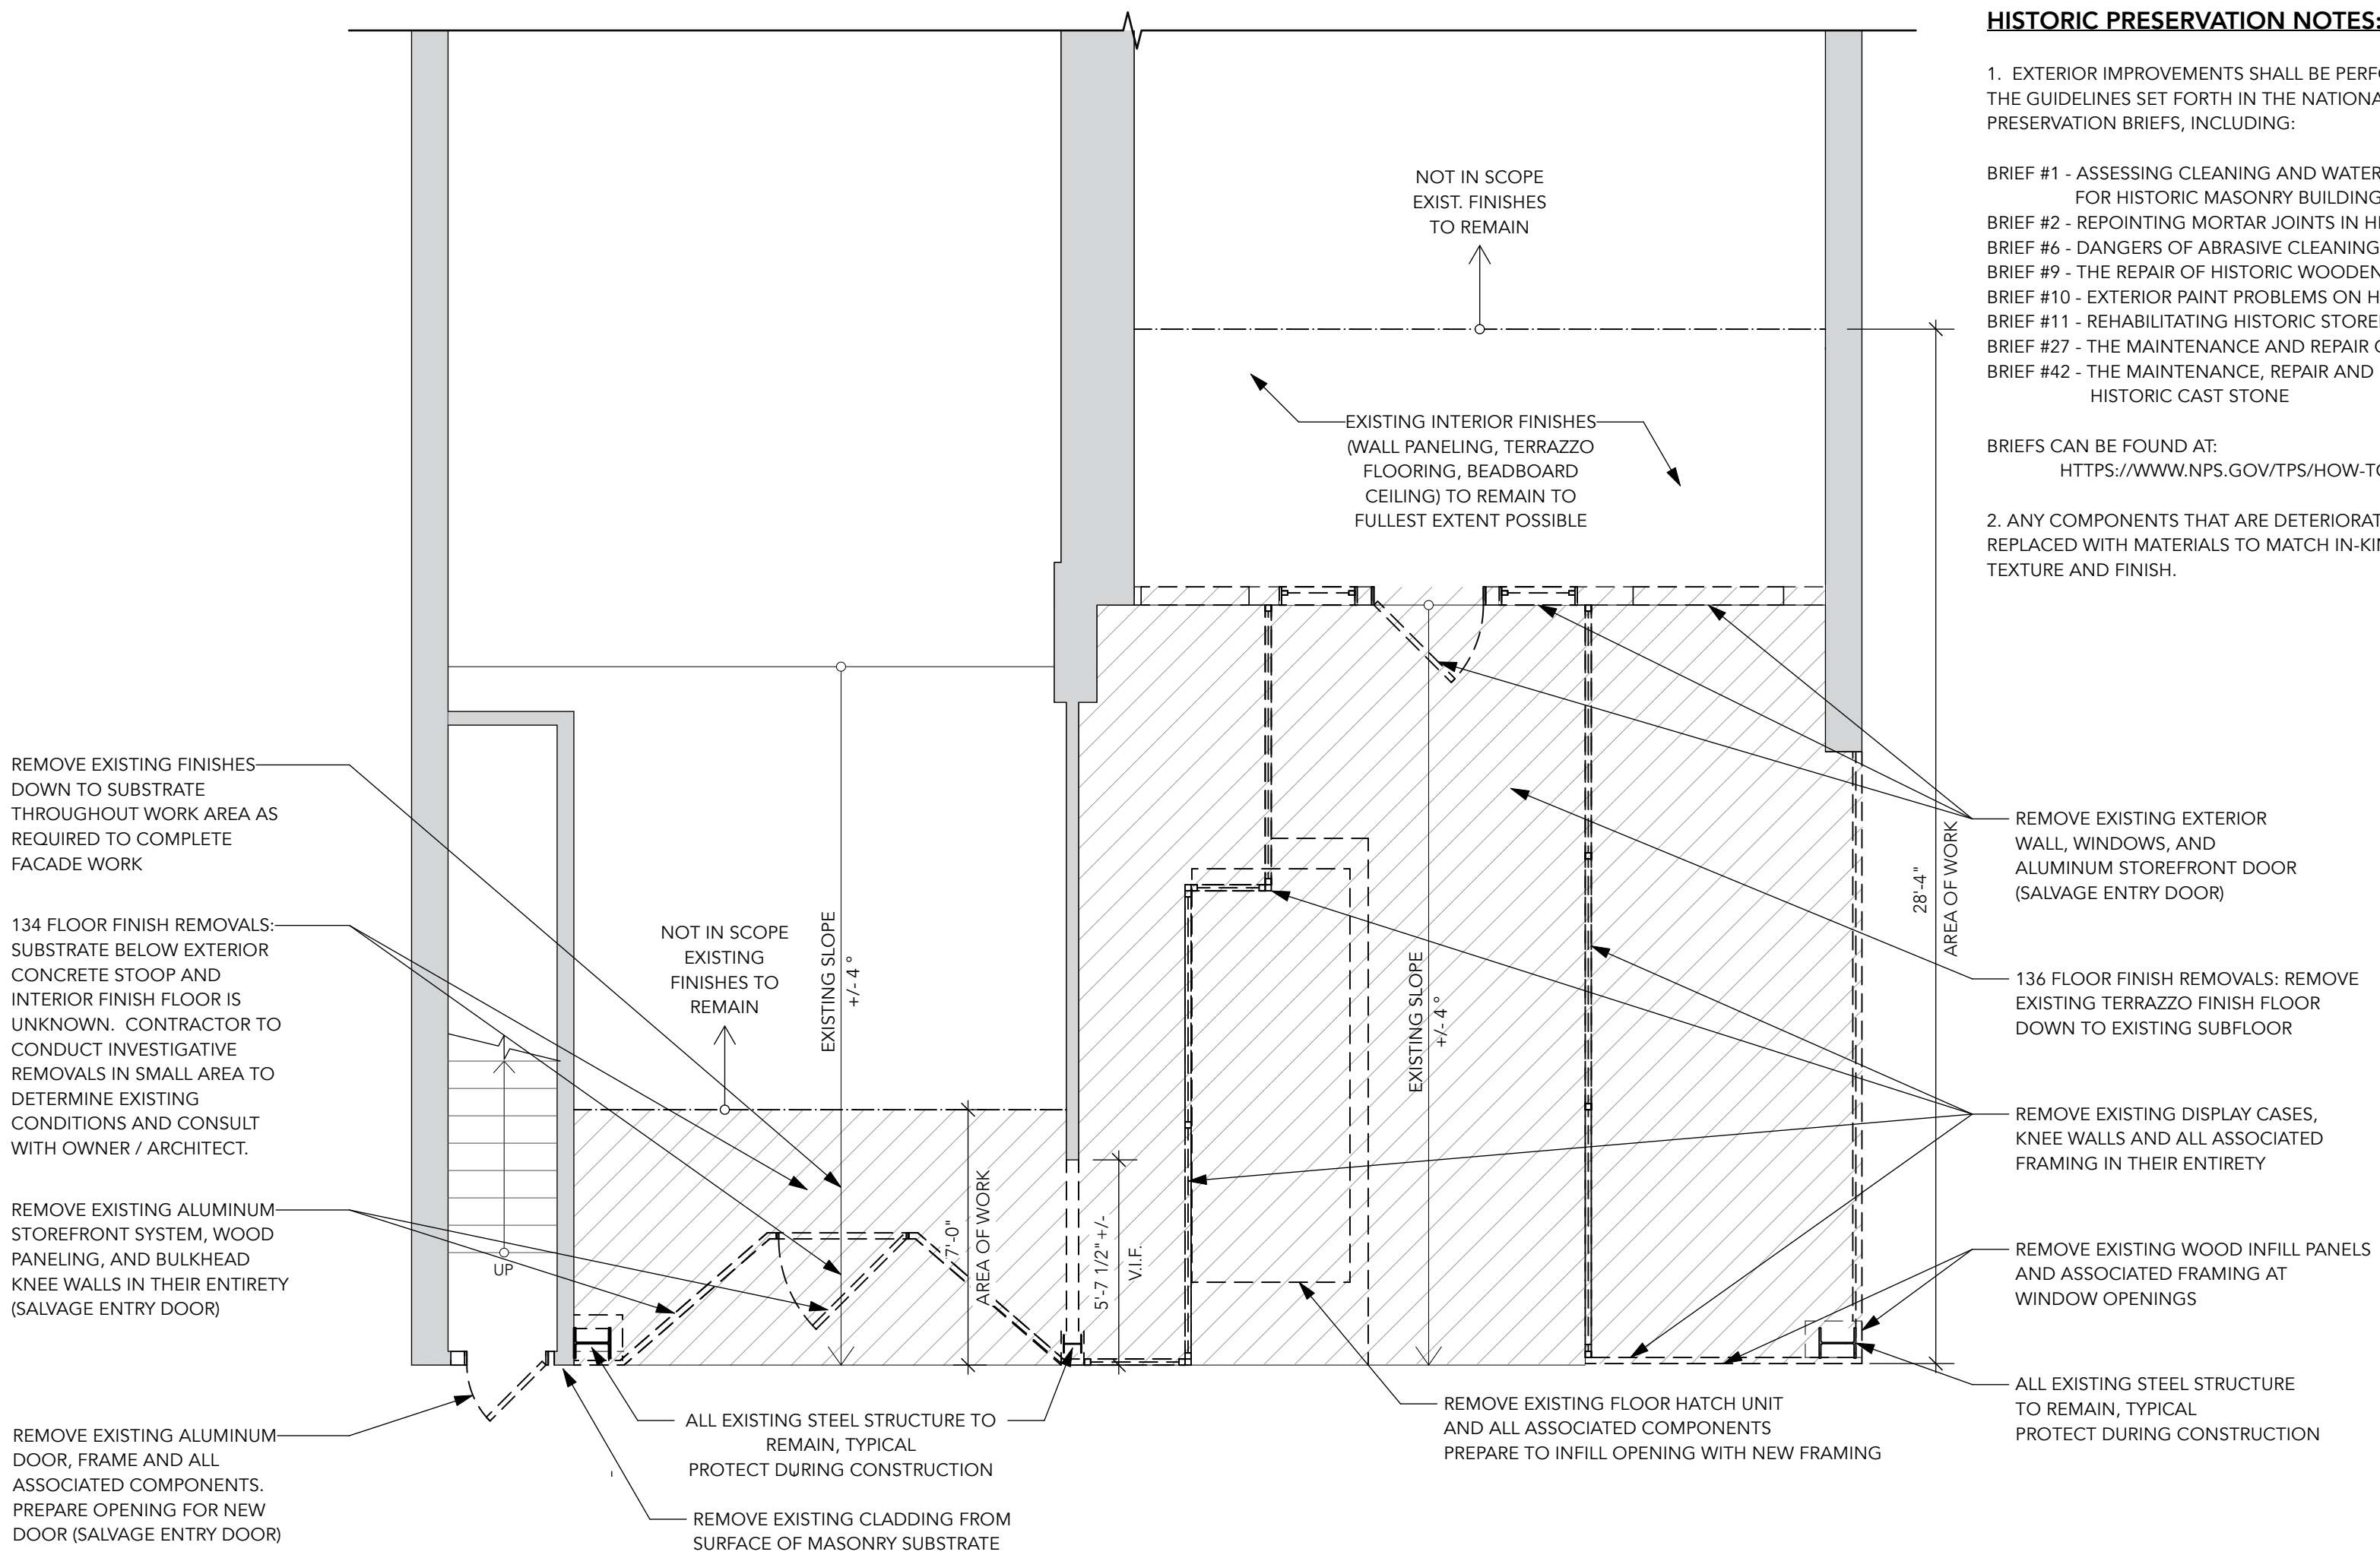 HISTORIC PRESERVATION NOTES:
1. EXTERIOR IMPROVEMENTS SHALL BE
THE GUIDELINES SET FORTH IN THE
PRESERVATION BRIEFS, INCLUDING:
BRIEF #1 - ASSESSING CLEANING AND
FOR HISTORIC MASONRY
BRIEF #2 - REPOINTING MORTAR JOINTS IN
BRIEF #6 - DANGERS OF ABRASIVE CLEANING
BRIEF #9 - THE REPAIR OF HISTORIC WOODEN
BRIEF #10 - EXTERIOR PAINT PROBLEMS ON
BRIEF #11 - REHABILITATING HISTORIC
BRIEF #27 - THE MAINTENANCE AND REPAIR
BRIEF #42 - THE MAINTENANCE, REPAIR AND
HISTORIC CAST STONE
BRIEFS CAN BE FOUND AT:
HTTPS://WWW.NPS.GOV/TPS/HOW-TO
2. ANY COMPONENTS THAT ARE
REPLACED WITH MATERIALS TO MATCH
TEXTURE AND FINISH.
NOT IN SCOPE
EXIST. FINISHES
TO REMAIN
EXISTING INTERIOR FINISHES
(WALL PANELING, TERRAZZO
FLOORING, BEADBOARD
CEILING) TO REMAIN TO
FULLEST EXTENT POSSIBLE
REMOVE EXISTING FINISHES
DOWN TO SUBSTRATE
THROUGHOUT WORK AREA AS
REQUIRED TO COMPLETE
FACADE WORK
134 FLOOR FINISH REMOVALS:
SUBSTRATE BELOW EXTERIOR
CONCRETE STOOP AND
INTERIOR FINISH FLOOR IS
UNKNOWN. CONTRACTOR TO
CONDUCT INVESTIGATIVE
REMOVALS IN SMALL AREA TO
DETERMINE EXISTING
CONDITIONS AND CONSULT
WITH OWNER / ARCHITECT.
REMOVE EXISTING ALUMINUM
STOREFRONT SYSTEM, WOOD
PANELING, AND BULKHEAD
KNEE WALLS IN THEIR ENTIRETY
(SALVAGE ENTRY DOOR)
REMOVE EXISTING ALUMINUM
DOOR, FRAME AND ALL
ASSOCIATED COMPONENTS.
PREPARE OPENING FOR NEW
DOOR (SALVAGE ENTRY DOOR)
UP
NOT IN SCOPE
EXISTING
FINISHES TO
REMAIN
EXISTING SLOPE
+/- 4 °
7'-0"
AREA OF WORK
5'-7 1/2" +/-
V.I.F.
EXISTING SLOPE
+/- 4 °
28'-4"
AREA OF WORK
REMOVE EXISTING EXTERIOR
WALL, WINDOWS, AND
ALUMINUM STOREFRONT DOOR
(SALVAGE ENTRY DOOR)
136 FLOOR FINISH REMOVALS: REMOVE
EXISTING TERRAZZO FINISH FLOOR
DOWN TO EXISTING SUBFLOOR
REMOVE EXISTING DISPLAY CASES,
KNEE WALLS AND ALL ASSOCIATED
FRAMING IN THEIR ENTIRETY
REMOVE EXISTING WOOD INFILL PANELS
AND ASSOCIATED FRAMING AT
WINDOW OPENINGS
ALL EXISTING STEEL STRUCTURE
TO REMAIN, TYPICAL
PROTECT DURING CONSTRUCTION
REMOVE EXISTING FLOOR HATCH UNIT
AND ALL ASSOCIATED COMPONENTS
PREPARE TO INFILL OPENING WITH NEW FRAMING
ALL EXISTING STEEL STRUCTURE TO
REMAIN, TYPICAL
PROTECT DURING CONSTRUCTION
REMOVE EXISTING CLADDING FROM
SURFACE OF MASONRY SUBSTRATE